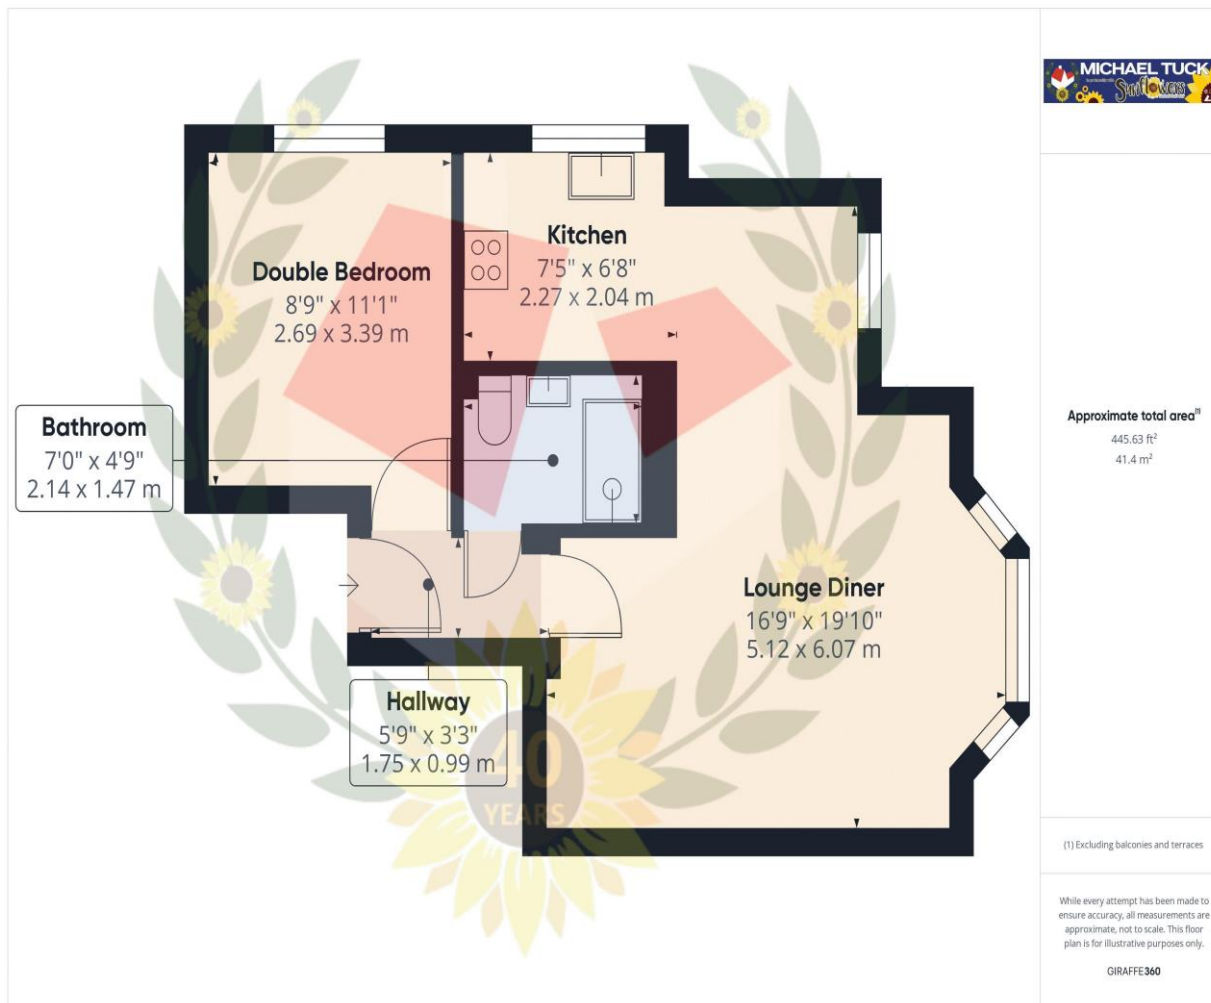 MICHAEL TUCK
Sunflowers
Kitchen
7'5" x 6'8"
2.27 x 2.04 m
Double Bedroom
8'9" x 11'1"
2.69 x 3.39 m
Bathroom
7'0" x 4'9"
2.14 x 1.47 m
Lounge Diner
16'9" x 19'10"
5.12 x 6.07 m
Hallway
5'9" x 3'3"
1.75 x 0.99 m
40
YEARS
Approximate total area⁽¹⁾
445.63 ft²
41.4 m²
(1) Excluding balconies and terraces
While every attempt has been made to
ensure accuracy, all measurements are
approximate, not to scale. This floor
plan is for illustrative purposes only.
GIRAFFE360